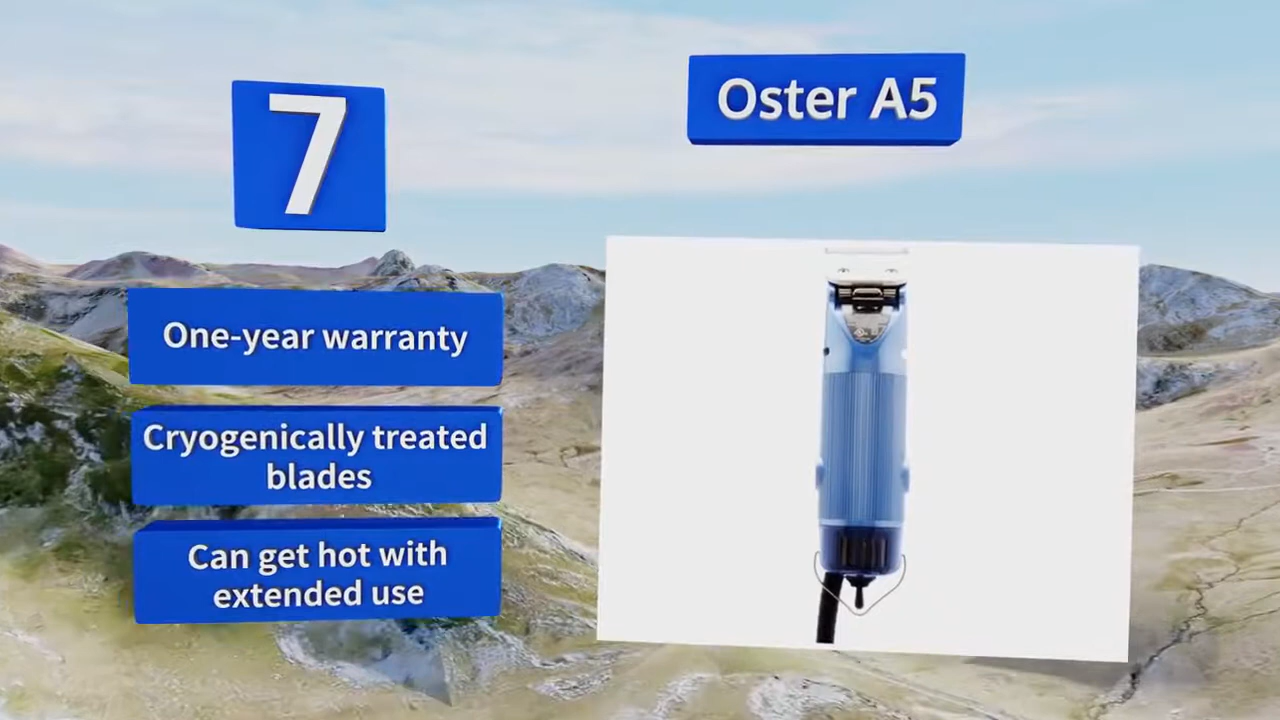 7
Oster A5
One-year warranty
Cryogenically treated
blades
Can get hot with
extended use